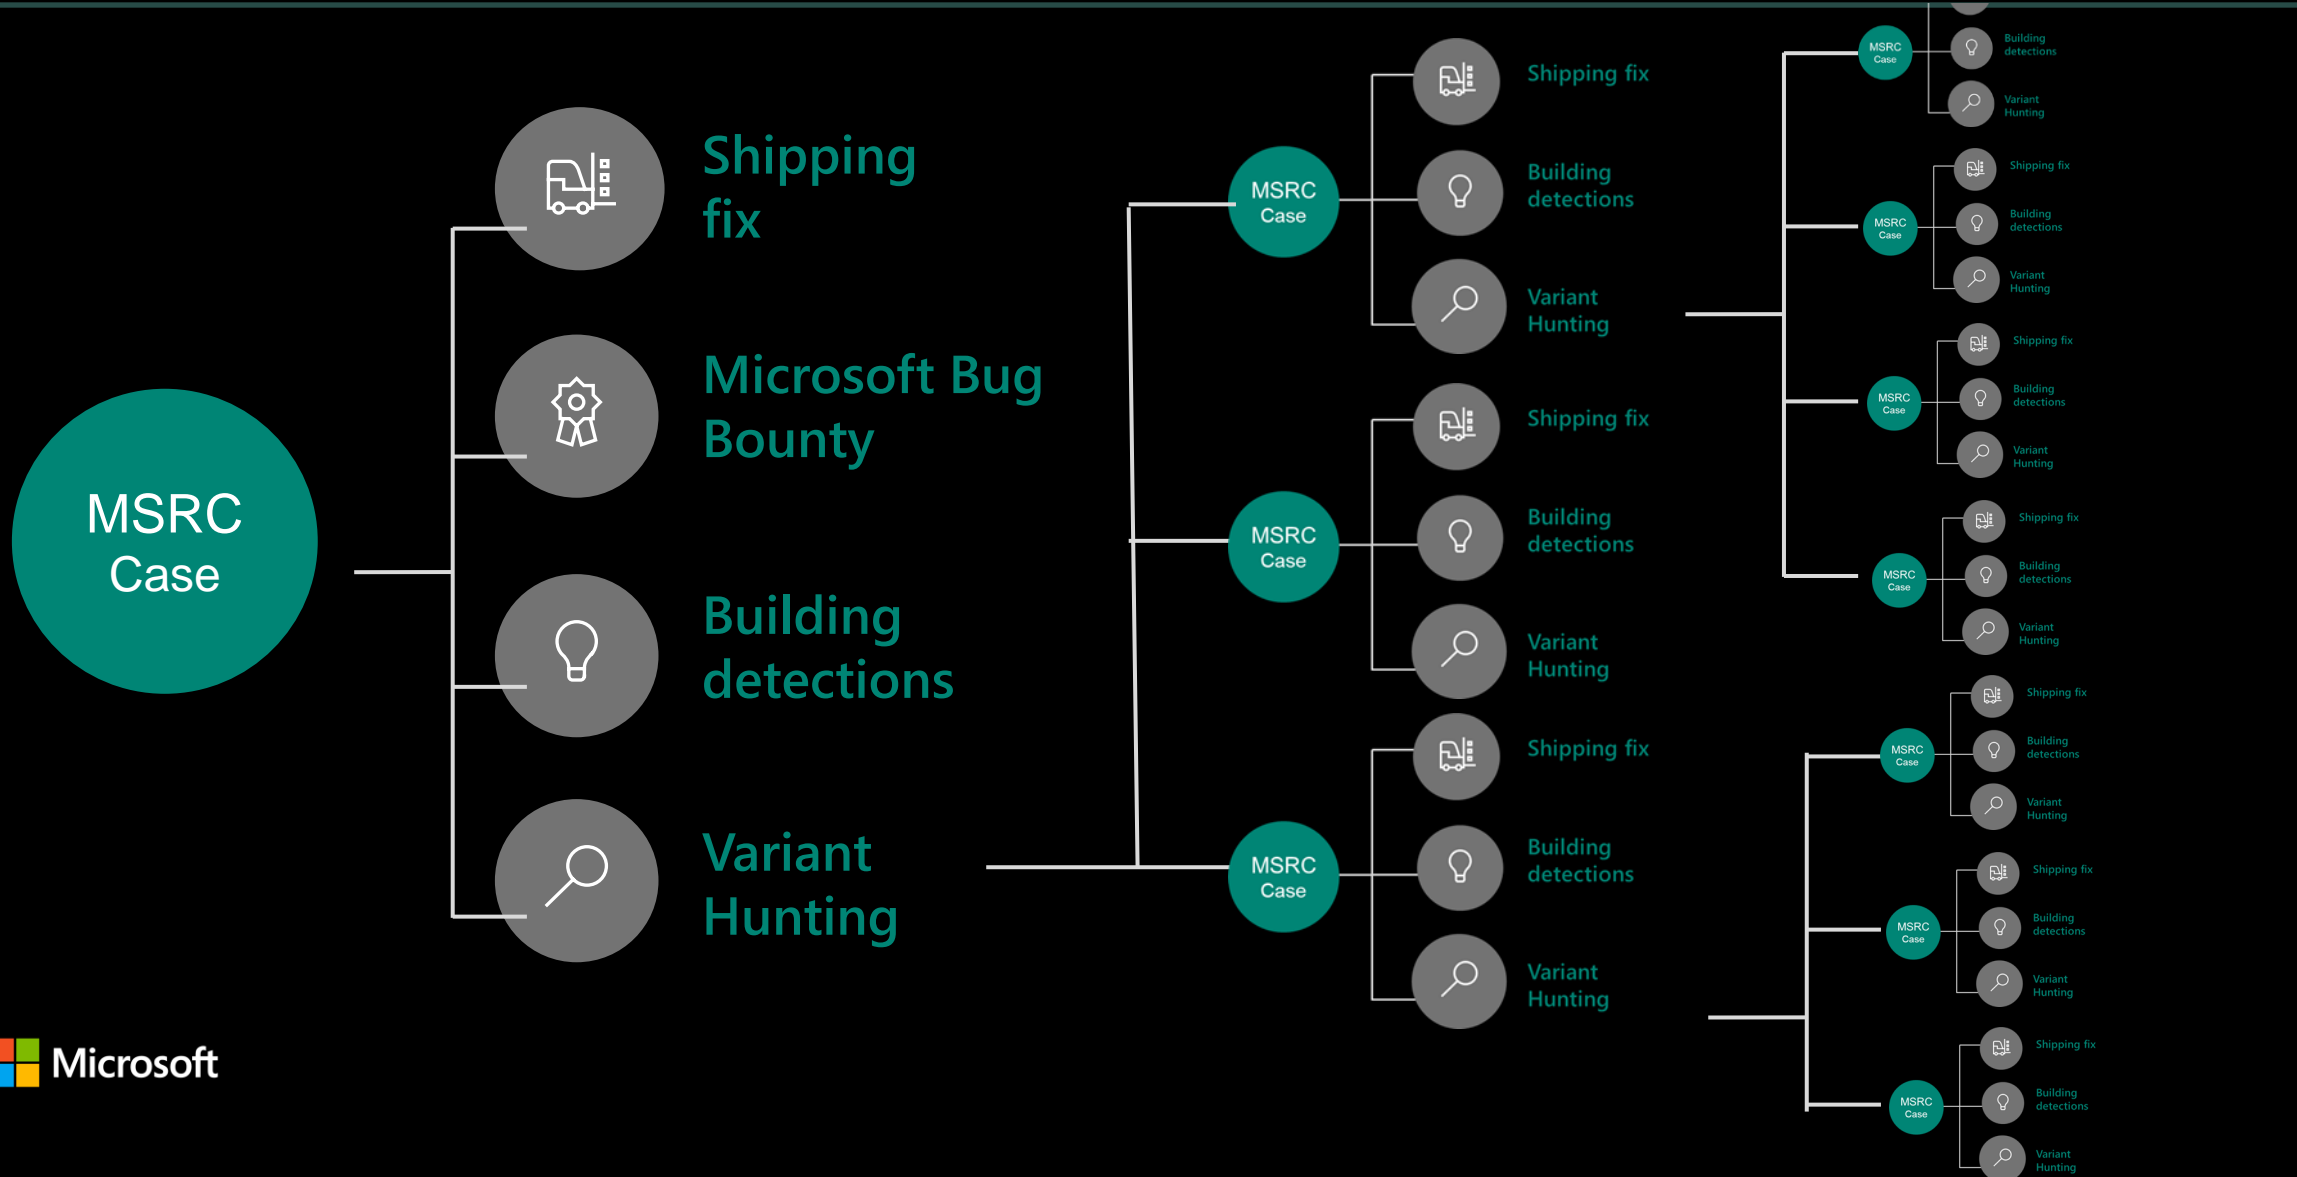 MSRC
Case
Shipping
fix
Microsoft Bug
Bounty
Building
detections
Variant
Hunting
MSRC
Case
Shipping fix
Building
detections
Variant
Hunting
MSRC
Case
Shipping fix
Building
detections
Variant
Hunting
MSRC
Case
Shipping fix
Building
detections
Variant
Hunting
MSRC
Case
Building
detections
Variant
Hunting
MSRC
Case
Shipping fix
Building
detections
Variant
Hunting
MSRC
Case
Shipping fix
Building
detections
Variant
Hunting
MSRC
Case
Shipping fix
Building
detections
Variant
Hunting
MSRC
Case
Shipping fix
Building
detections
Variant
Hunting
MSRC
Case
Shipping fix
Building
detections
Variant
Hunting
MSRC
Case
Shipping fix
Building
detections
Variant
Hunting
Microsoft